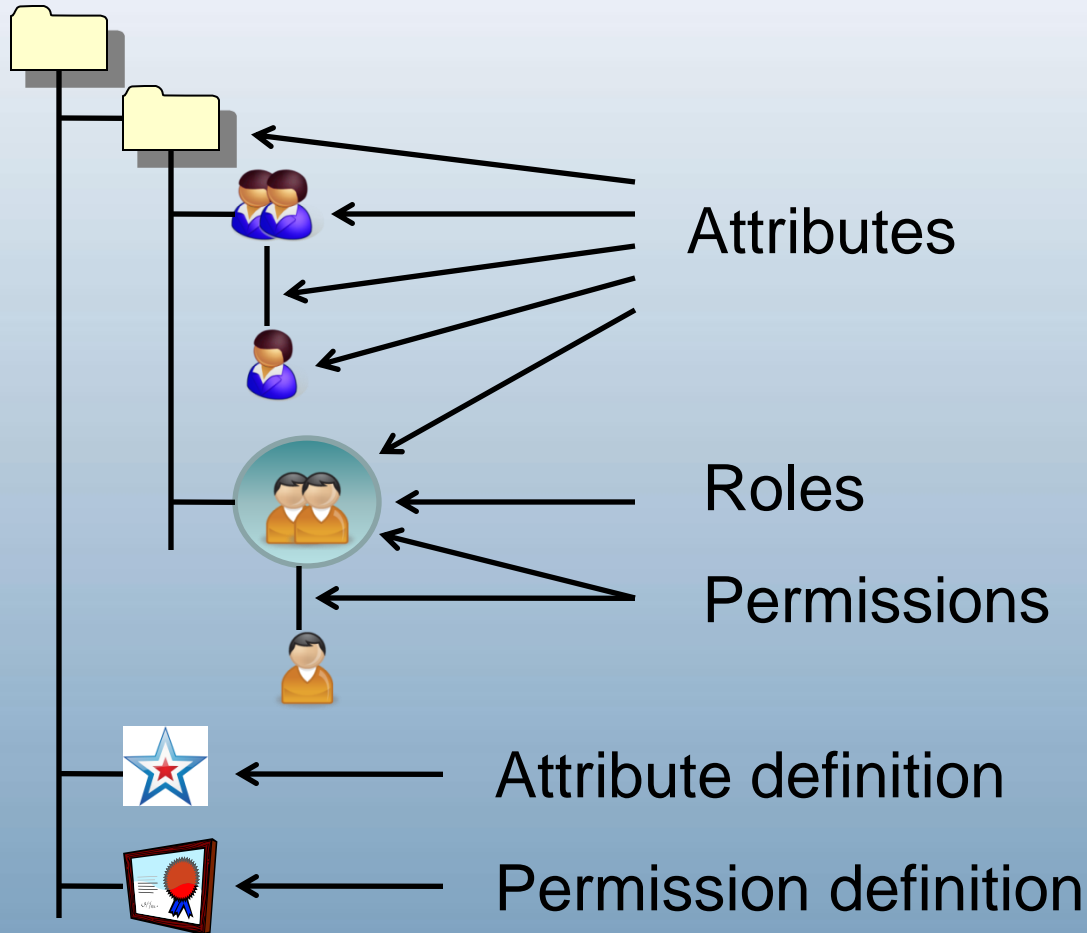 Attributes
Roles
Permissions
Attribute definition
Permission definition